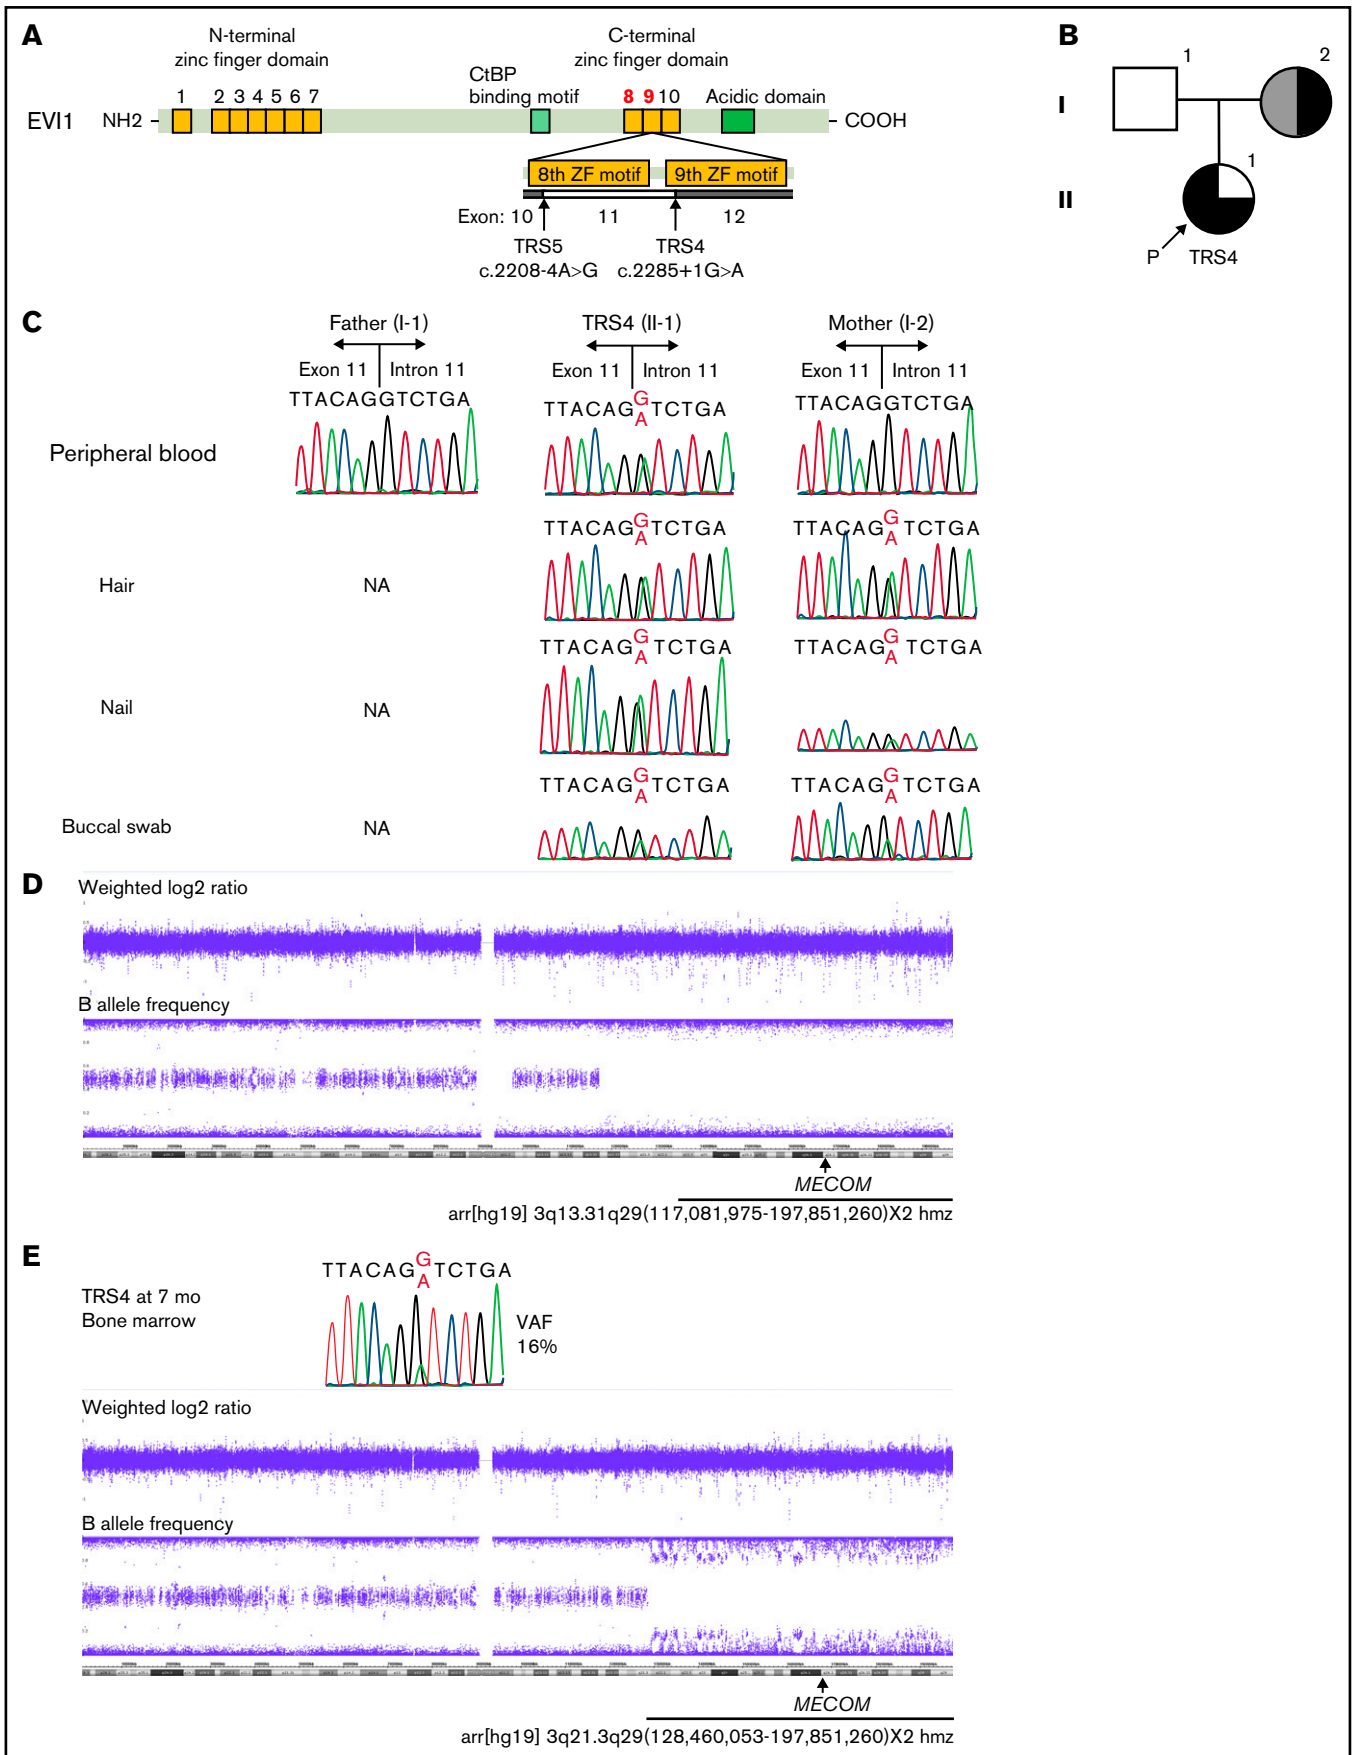 A
N-terminal
zinc finger domain
C-terminal
zinc finger domain
CtBP
binding motif
1 2 3 4 5 6 7
8 9 10
Acidic domain
EVI1 NH2
COOH
8th ZF motif
9th ZF motif
Exon: 10 11 12
TRS5
c.2208-4A>G
TRS4
c.2285+1G>A
B
1
2
I
1
II
P
TRS4
C
Father (I-1)
TRS4 (II-1)
Mother (I-2)
Exon 11 Intron 11
Exon 11 Intron 11
Exon 11 Intron 11
Peripheral blood
TTACAGGTCTGA
TTACAG G/A TCTGA
TTACAGGTCTGA
Hair
NA
TTACAG G/A TCTGA
TTACAG G/A TCTGA
Nail
NA
TTACAG G/A TCTGA
TTACAG G/A TCTGA
Buccal swab
NA
TTACAG G/A TCTGA
TTACAG G/A TCTGA
D
Weighted log2 ratio
B allele frequency
MECOM
arr[hg19] 3q13.31q29(117,081,975-197,851,260)X2 hmz
E
TTACAG G/A TCTGA
TRS4 at 7 mo
Bone marrow
VAF
16%
Weighted log2 ratio
B allele frequency
MECOM
arr[hg19] 3q21.3q29(128,460,053-197,851,260)X2 hmz